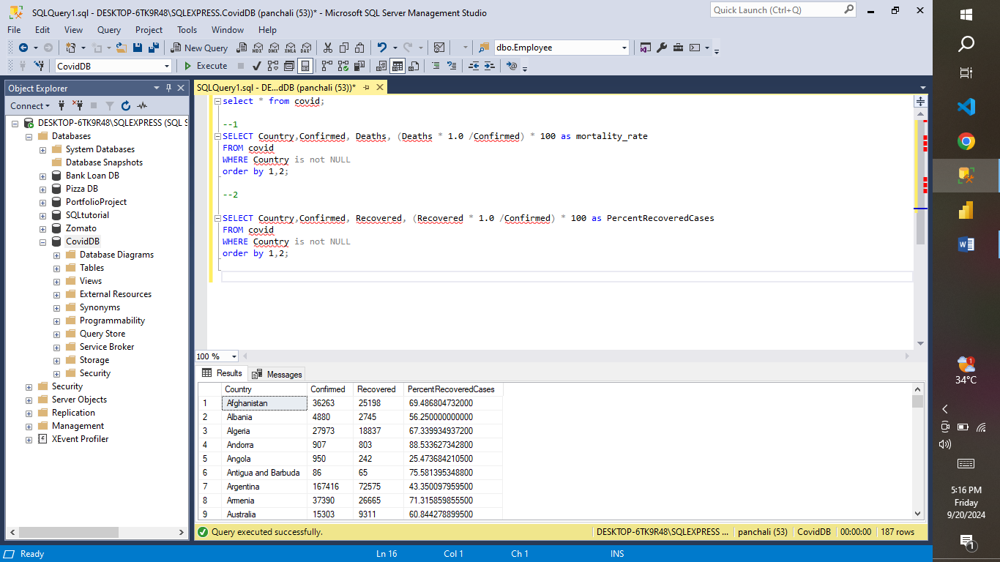 SQLQuery1.sql - DESKTOP-6TK9R48\SQLEXPRESS.CovidDB (panchali (53))* - Microsoft SQL Server Management Studio
Quick Launch (Ctrl+Q)
File Edit View Query Project Tools Window Help
New Query MDX DMX XMLA DAX dbo.Employee
CovidDB Execute
Object Explorer
Connect
DESKTOP-6TK9R48\SQLEXPRESS (SQL S
Databases
System Databases
Database Snapshots
Bank Loan DB
Pizza DB
PortfolioProject
SQLtutorial
Zomato
CovidDB
Database Diagrams
Tables
Views
External Resources
Synonyms
Programmability
Query Store
Service Broker
Storage
Security
Security
Server Objects
Replication
Management
XEvent Profiler
SQLQuery1.sql - DE...dDB (panchali (53))*
select * from covid;
--1
SELECT Country,Confirmed, Deaths, (Deaths * 1.0 /Confirmed) * 100 as mortality_rate
FROM covid
WHERE Country is not NULL
order by 1,2;
--2
SELECT Country,Confirmed, Recovered, (Recovered * 1.0 /Confirmed) * 100 as PercentRecoveredCases
FROM covid
WHERE Country is not NULL
order by 1,2;
100 %
Results Messages
Country Confirmed Recovered PercentRecoveredCases
1 Afghanistan 36263 25198 69.486804732000
2 Albania 4880 2745 56.250000000000
3 Algeria 27973 18837 67.339934937200
4 Andorra 907 803 88.533627342800
5 Angola 950 242 25.473684210500
6 Antigua and Barbuda 86 65 75.581395348800
7 Argentina 167416 72575 43.350097959500
8 Armenia 37390 26665 71.315859855500
9 Australia 15303 9311 60.844278899500
Query executed successfully. DESKTOP-6TK9R48\SQLEXPRESS ... panchali (53) CovidDB 00:00:00 187 rows
Ready Ln 16 Col 1 Ch 1 INS
1
34°C
5:16 PM
Friday
9/20/2024
1